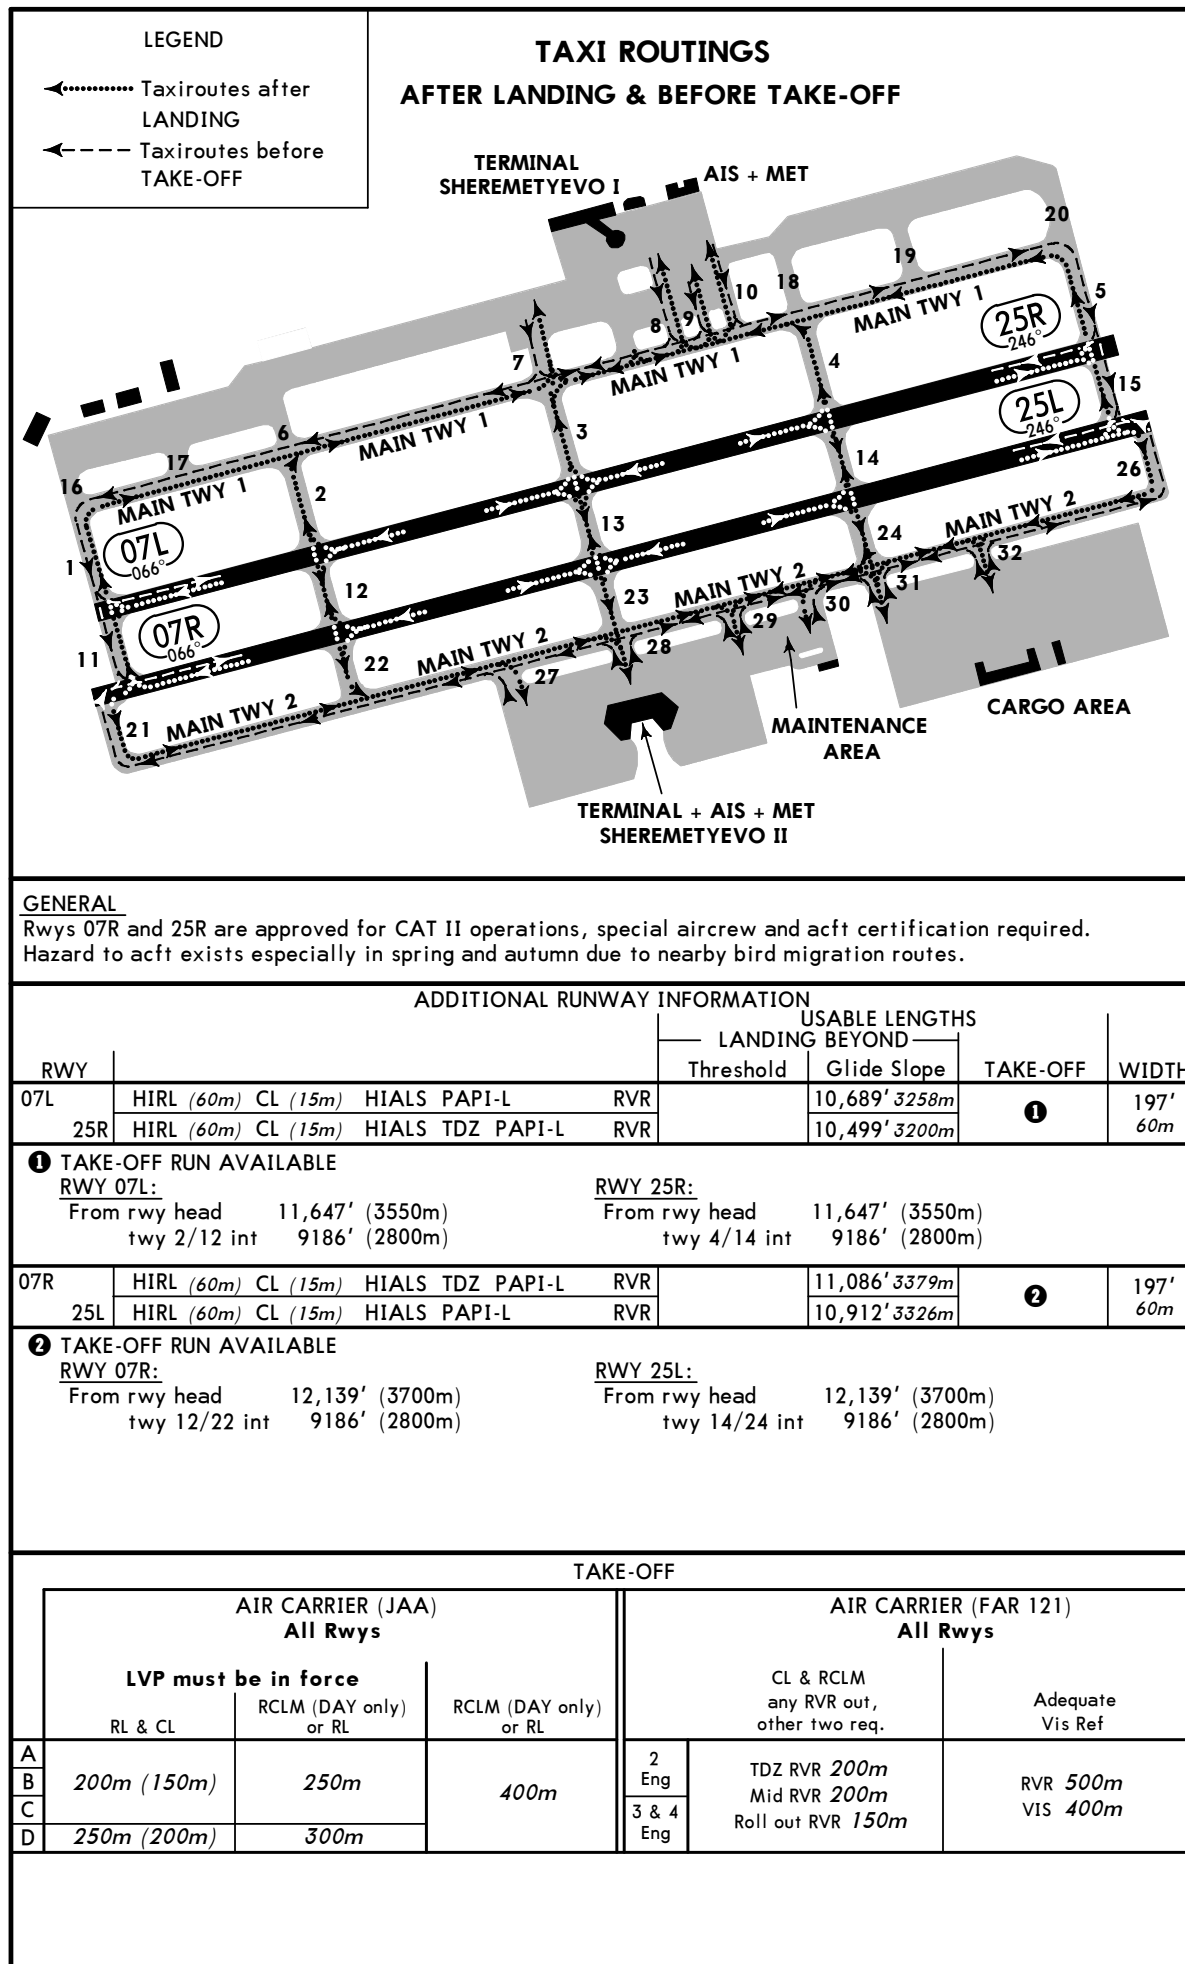 LEGEND
Taxiroutes after
LANDING
Taxiroutes before
TAKE-OFF
TAXI ROUTINGS
AFTER LANDING & BEFORE TAKE-OFF
TERMINAL
SHEREMETYEVO I
AIS + MET
20
19
18
10
9
8
7
5
MAIN TWY 1
25R
246°
MAIN TWY 1
4
15
25L
246°
6
MAIN TWY 1
3
17
16
MAIN TWY 1
2
14
26
MAIN TWY 2
13
24
32
07L
066°
1
12
MAIN TWY 2
31
30
29
23
07R
066°
11
22
MAIN TWY 2
28
27
21
MAIN TWY 2
MAINTENANCE
AREA
CARGO AREA
TERMINAL + AIS + MET
SHEREMETYEVO II
GENERAL
Rwys 07R and 25R are approved for CAT II operations, special aircrew and acft certification required.
Hazard to acft exists especially in spring and autumn due to nearby bird migration routes.
ADDITIONAL RUNWAY INFORMATION
USABLE LENGTHS
LANDING BEYOND
RWY Threshold Glide Slope TAKE-OFF WIDTH
07L HIRL (60m) CL (15m) HIALS PAPI-L RVR 10,689' 3258m 1 197'
25R HIRL (60m) CL (15m) HIALS TDZ PAPI-L RVR 10,499' 3200m 60m
1 TAKE-OFF RUN AVAILABLE
RWY 07L: RWY 25R:
From rwy head 11,647' (3550m) From rwy head 11,647' (3550m)
twy 2/12 int 9186' (2800m) twy 4/14 int 9186' (2800m)
07R HIRL (60m) CL (15m) HIALS TDZ PAPI-L RVR 11,086' 3379m 2 197'
25L HIRL (60m) CL (15m) HIALS PAPI-L RVR 10,912' 3326m 60m
2 TAKE-OFF RUN AVAILABLE
RWY 07R: RWY 25L:
From rwy head 12,139' (3700m) From rwy head 12,139' (3700m)
twy 12/22 int 9186' (2800m) twy 14/24 int 9186' (2800m)
TAKE-OFF
AIR CARRIER (JAA) AIR CARRIER (FAR 121)
All Rwys All Rwys
LVP must be in force
RL & CL
RCLM (DAY only)
or RL
RCLM (DAY only)
or RL
CL & RCLM
any RVR out,
other two req.
Adequate
Vis Ref
A
B
C
D
200m (150m)
250m
400m
250m (200m)
300m
2
Eng
3 & 4
Eng
TDZ RVR 200m
Mid RVR 200m
Roll out RVR 150m
RVR 500m
VIS 400m